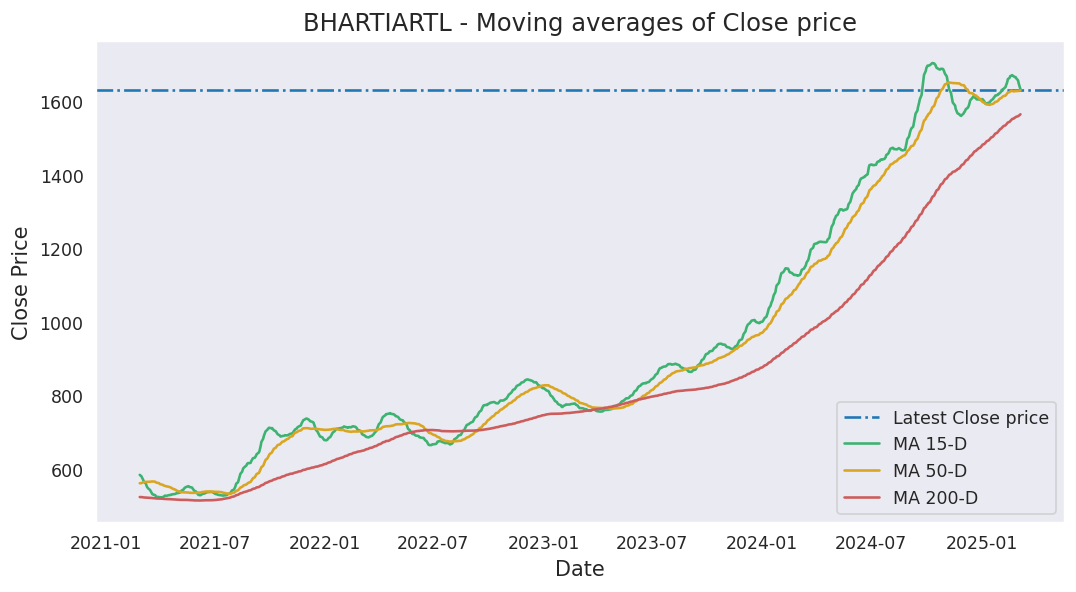 BHARTIARTL - Moving averages of Close price
1600
1400
1200
1000
800
600
Close Price
2021-01 2021-07 2022-01 2022-07 2023-01 2023-07 2024-01 2024-07 2025-01
Date
Latest Close price
MA 15-D
MA 50-D
MA 200-D